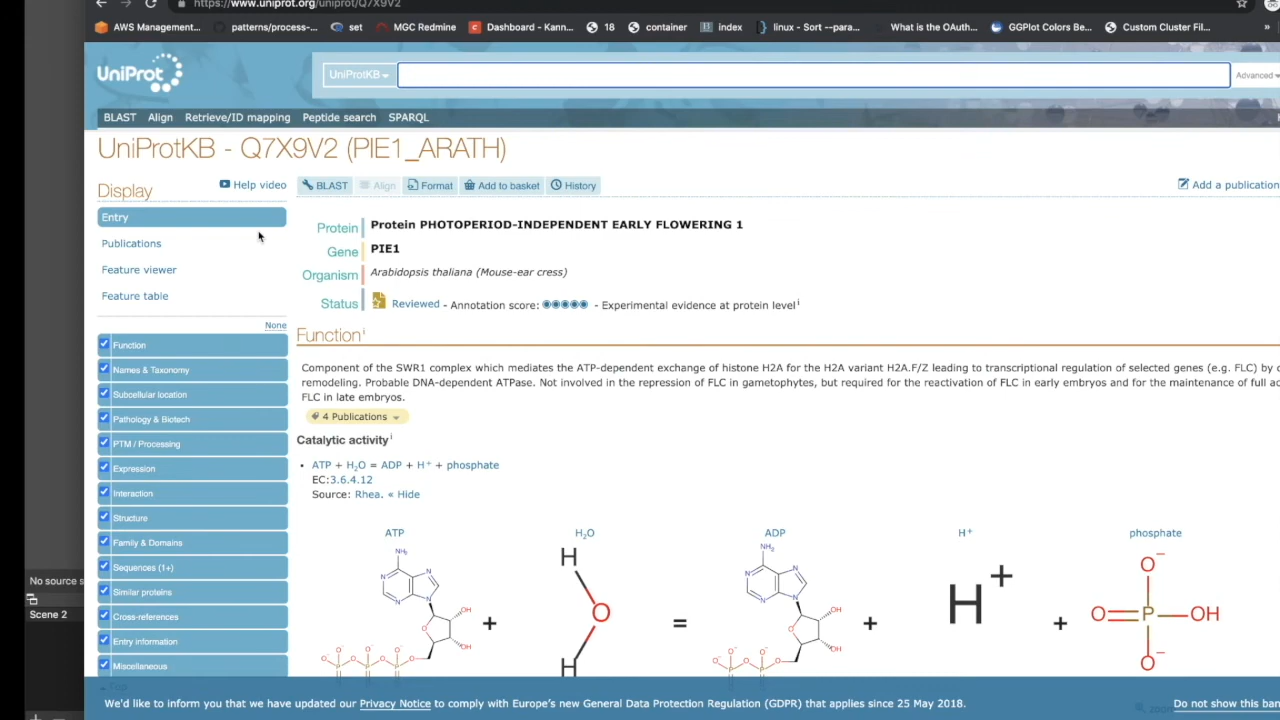 https://www.uniprot.org/uniprot/Q7X9V2
AWS Management... patterns/process-... set MGC Redmine Dashboard - Kann... 18 container index linux - Sort --para... What is the OAuth... GGPlot Colors Be... Custom Cluster Fil... »
UniProt
UniProtKB
Advanced
BLAST Align Retrieve/ID mapping Peptide search SPARQL
UniProtKB - Q7X9V2 (PIE1_ARATH)
Display
Help video
BLAST Align Format Add to basket History
Add a publication
Entry
Publications
Feature viewer
Feature table
None
Function
Names & Taxonomy
Subcellular location
Pathology & Biotech
PTM / Processing
Expression
Interaction
Structure
Family & Domains
Sequences (1+)
Similar proteins
Cross-references
Entry information
Miscellaneous
Top
Protein Protein PHOTOPERIOD-INDEPENDENT EARLY FLOWERING 1
Gene PIE1
Organism Arabidopsis thaliana (Mouse-ear cress)
Status Reviewed - Annotation score: - Experimental evidence at protein level i
Function i
Component of the SWR1 complex which mediates the ATP-dependent exchange of histone H2A for the H2A variant H2A.F/Z leading to transcriptional regulation of selected genes (e.g. FLC) by c
remodeling. Probable DNA-dependent ATPase. Not involved in the repression of FLC in gametophytes, but required for the reactivation of FLC in early embryos and for the maintenance of full ac
FLC in late embryos.
4 Publications
Catalytic activity i
• ATP + H₂O = ADP + H⁺ + phosphate
EC:3.6.4.12
Source: Rhea. « Hide
ATP H₂O ADP H⁺ phosphate
NH₂ N N N N O OH OH O⁻ O⁻ O⁻ P P P O
+
H O H
=
NH₂ N N N N O OH OH O⁻ O⁻ P P O
+
H +
+
O⁻ O P OH O⁻
No source s
Scene 2
We'd like to inform you that we have updated our Privacy Notice to comply with Europe's new General Data Protection Regulation (GDPR) that applies since 25 May 2018.
Do not show this ban